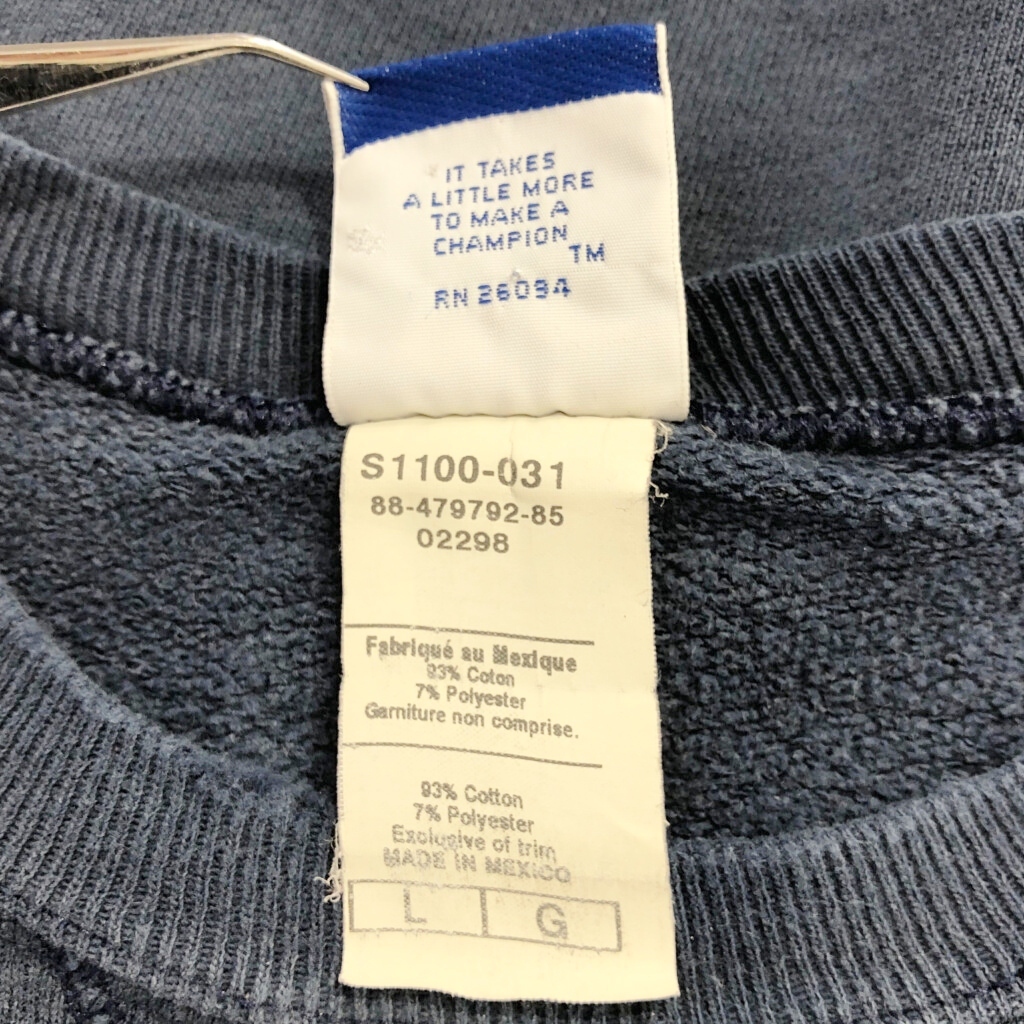 IT TAKES
A LITTLE MORE
TO MAKE A
CHAMPION TM
RN 26094
S1100-031
88-479792-85
02298
Fabriqué au Mexique
93% Coton
7% Polyester
Garniture non comprise.
93% Cotton
7% Polyester
Exclusive of trim
MADE IN MEXICO
L G